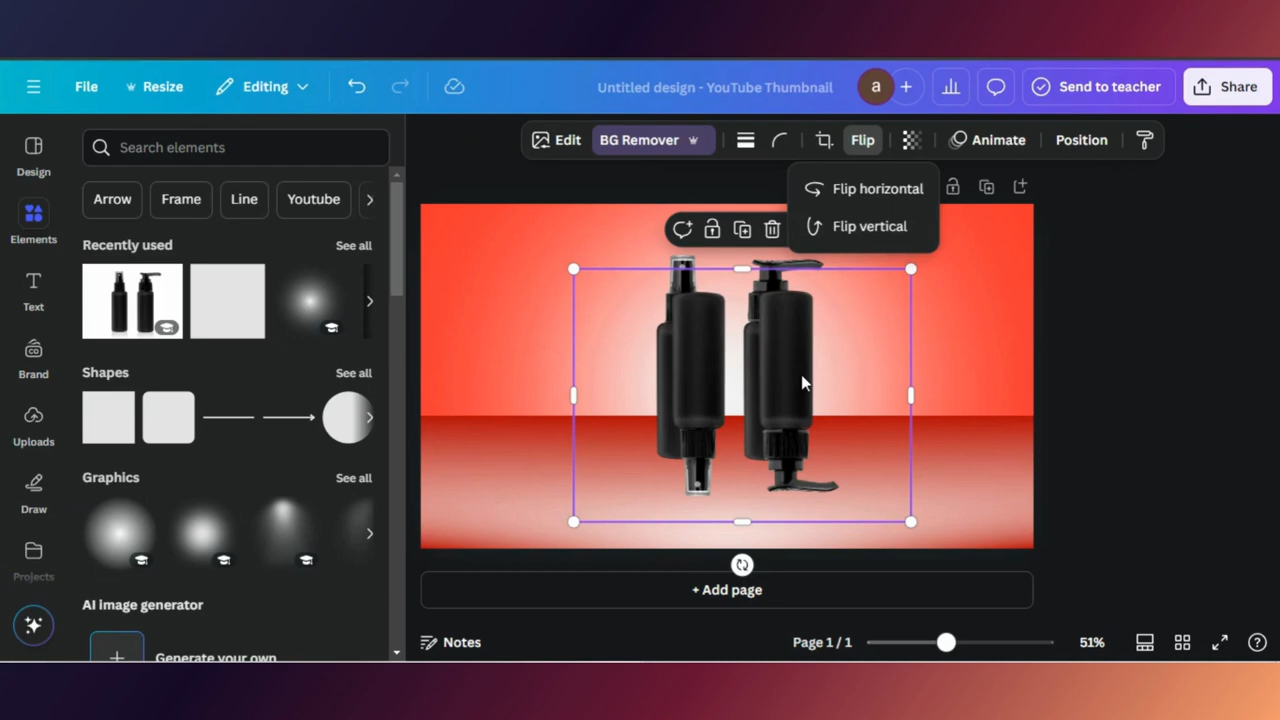 File
Resize
Editing
Untitled design - YouTube Thumbnail
a
Send to teacher
Share
Design
Elements
Text
Brand
Uploads
Draw
Projects
Search elements
Arrow
Frame
Line
Youtube
Recently used
See all
Shapes
See all
Graphics
See all
AI image generator
Generate your own
Edit
BG Remover
Flip
Animate
Position
Flip horizontal
Flip vertical
+ Add page
Notes
Page 1 / 1
51%